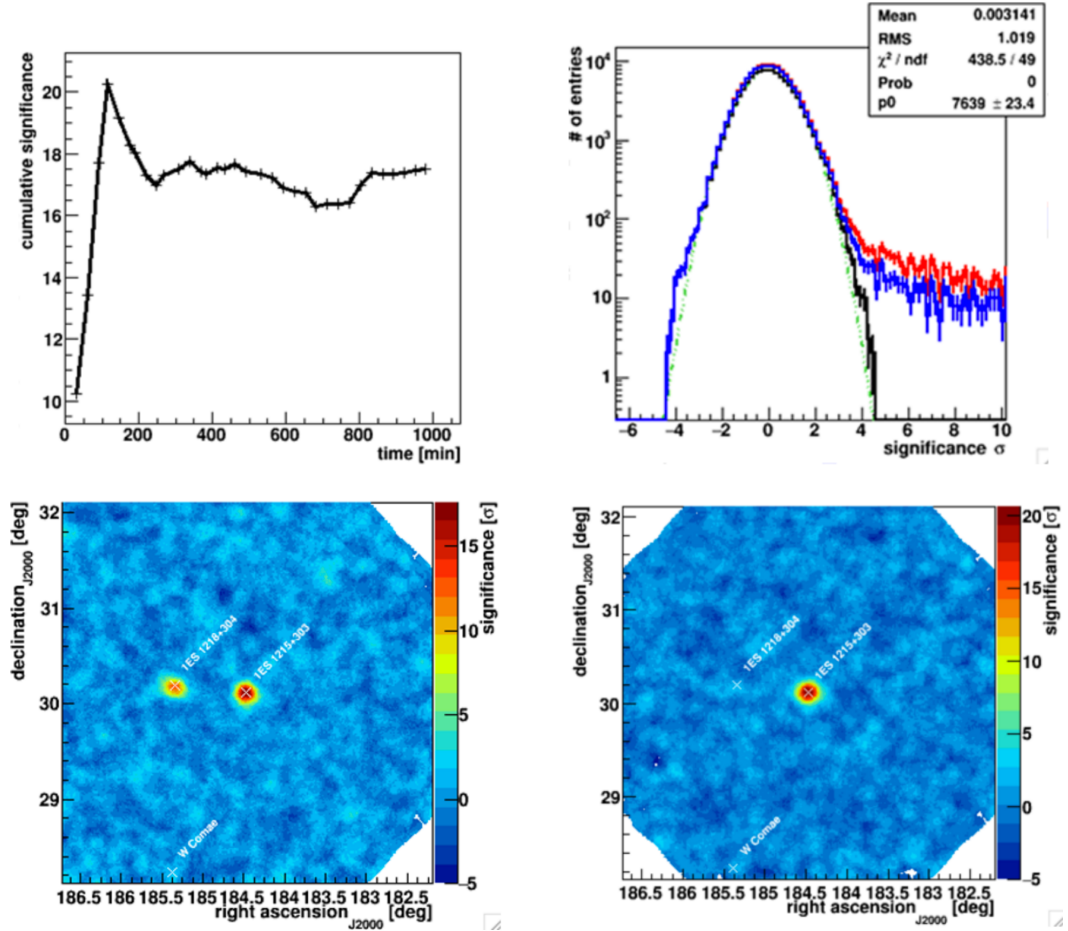 cumulative significance
20
18
16
14
12
10
0 200 400 600 800 1000
time [min]
Mean 0.003141
RMS 1.019
χ² / ndf 438.5 / 49
Prob 0
p0 7639 ± 23.4
# of entries
10⁴
10³
10²
10
1
−6 −4 −2 0 2 4 6 8 10
significance σ
declination J2000 [deg]
32
31
30
29
1ES 1218+304
1ES 1215+303
W Comae
186.5 186 185.5 185 184.5 184 183.5 183 182.5
right ascension J2000 [deg]
significance [σ]
15
10
5
0
−5
declination J2000 [deg]
32
31
30
29
1ES 1218+304
1ES 1215+303
W Comae
186.5 186 185.5 185 184.5 184 183.5 183 182.5
right ascension J2000 [deg]
significance [σ]
20
15
10
5
0
−5